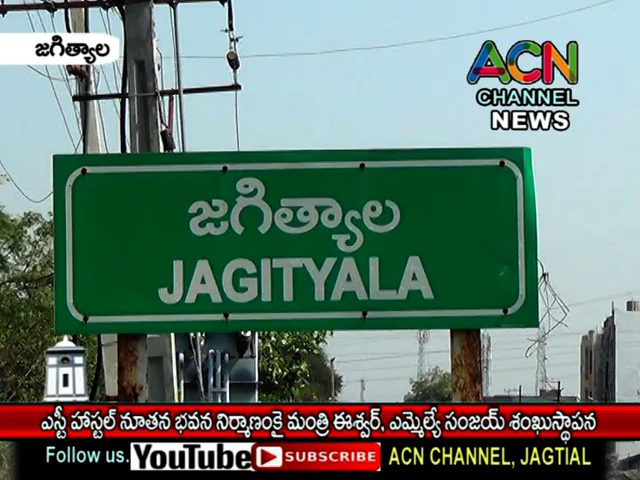 జగిత్యాల
ACN
CHANNEL
NEWS
జగిత్యాల
JAGITYALA
ఎస్టీ హాస్టల్ నూతన భవన నిర్మాణంకై మంత్రి ఈశ్వర్, ఎమ్మెల్యే సంజయ్ శంఖుస్థాపన
Follow us. YouTube SUBSCRIBE ACN CHANNEL, JAGTIAL